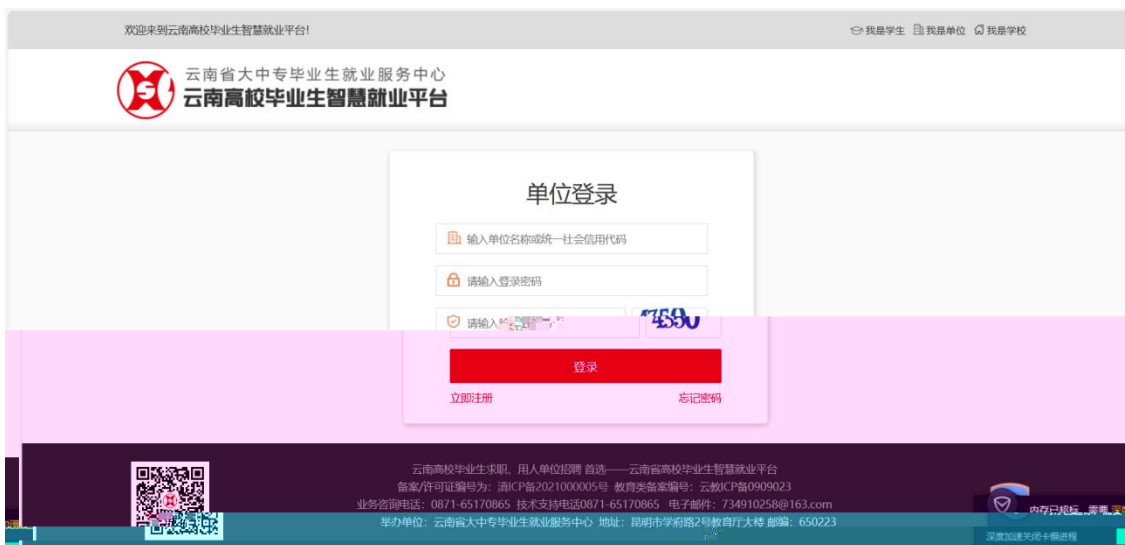 欢迎来到云南高校毕业生智慧就业平台！
我是学生 我是单位 我是学校
云南省大中专毕业生就业服务中心
云南高校毕业生智慧就业平台
单位登录
输入单位名称或统一社会信用代码
请输入登录密码
请输入
登录
立即注册 忘记密码
云南高校毕业生求职、用人单位招聘 首选——云南省高校毕业生智慧就业平台
备案/许可证编号为：滇ICP备2021000005号 教育类备案编号：云教ICP备0909023
业务咨询电话：0871-65170865 技术支持电话0871-65170865 电子邮件：734910258@163.com
举办单位：云南省大中专毕业生就业服务中心 地址：昆明市学府路2号教育厅大楼 邮编：650223
内存已超标，需要
深度加速关闭卡慢进程